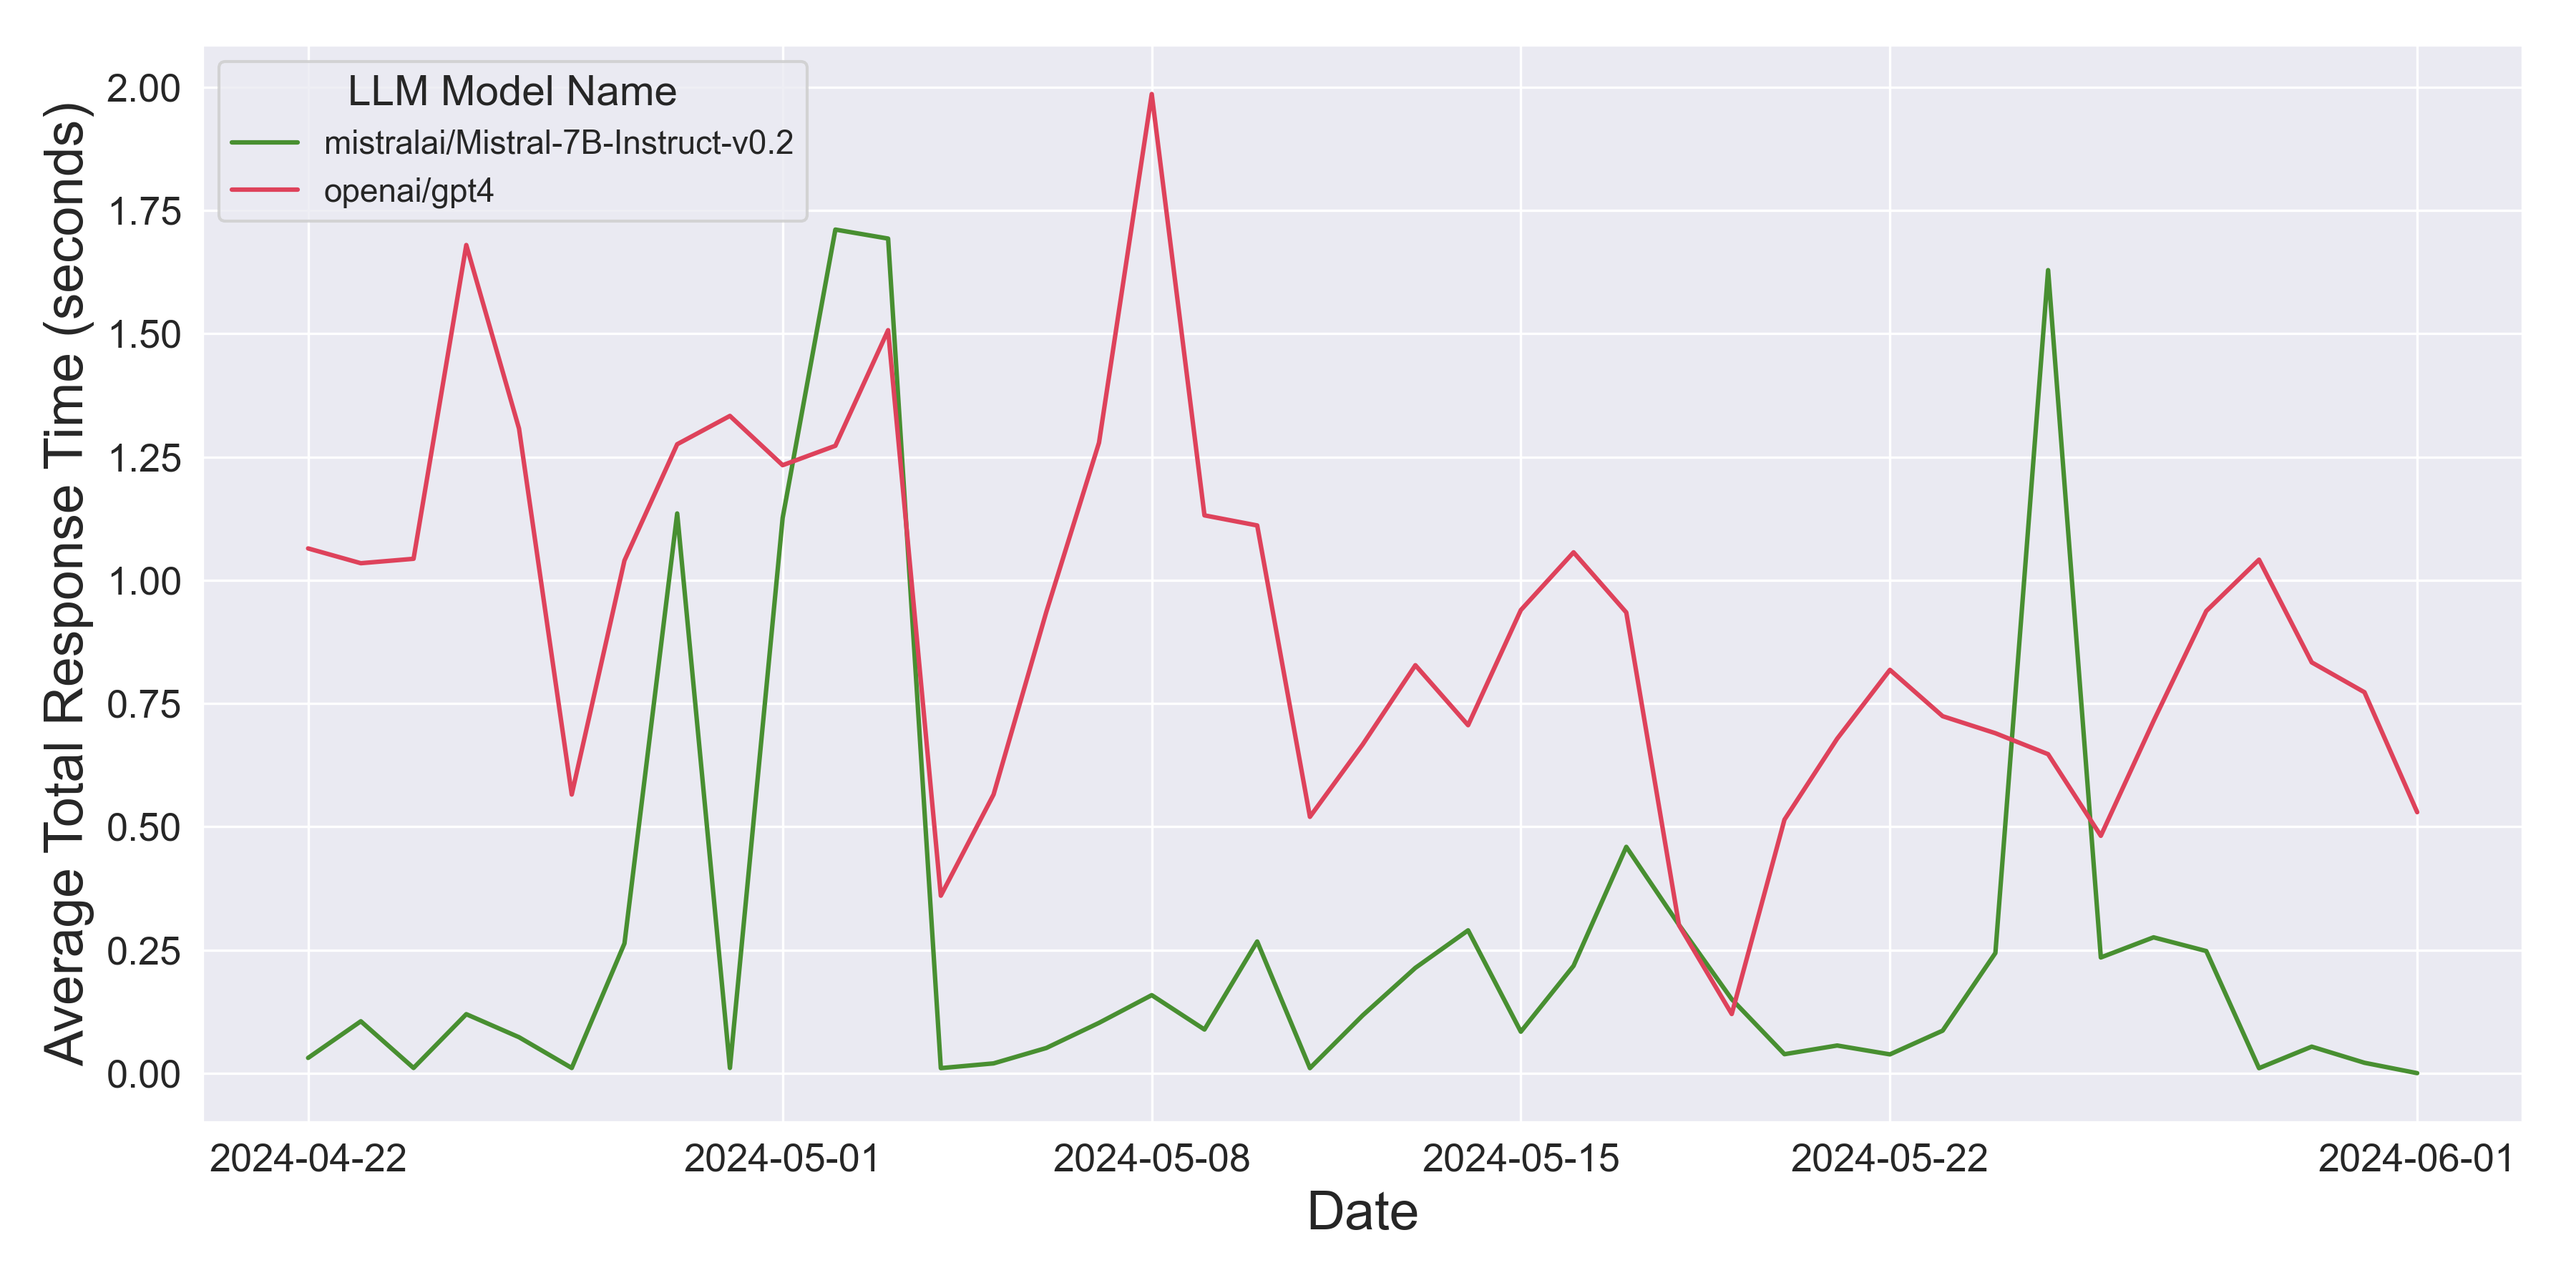 LLM Model Name
mistralai/Mistral-7B-Instruct-v0.2
openai/gpt4
Average Total Response Time (seconds)
2.00
1.75
1.50
1.25
1.00
0.75
0.50
0.25
0.00
2024-04-22 2024-05-01 2024-05-08 2024-05-15 2024-05-22 2024-06-01
Date